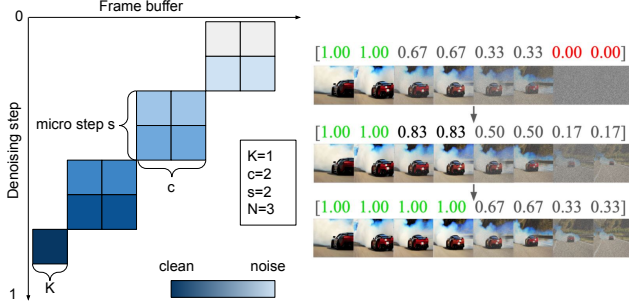 Frame buffer
0
Denoising step
micro step s
c
K=1
c=2
s=2
N=3
K
1
clean noise
[1.00 1.00 0.67 0.67 0.33 0.33 0.00 0.00]
[1.00 1.00 0.83 0.83 0.50 0.50 0.17 0.17]
[1.00 1.00 1.00 1.00 0.67 0.67 0.33 0.33]